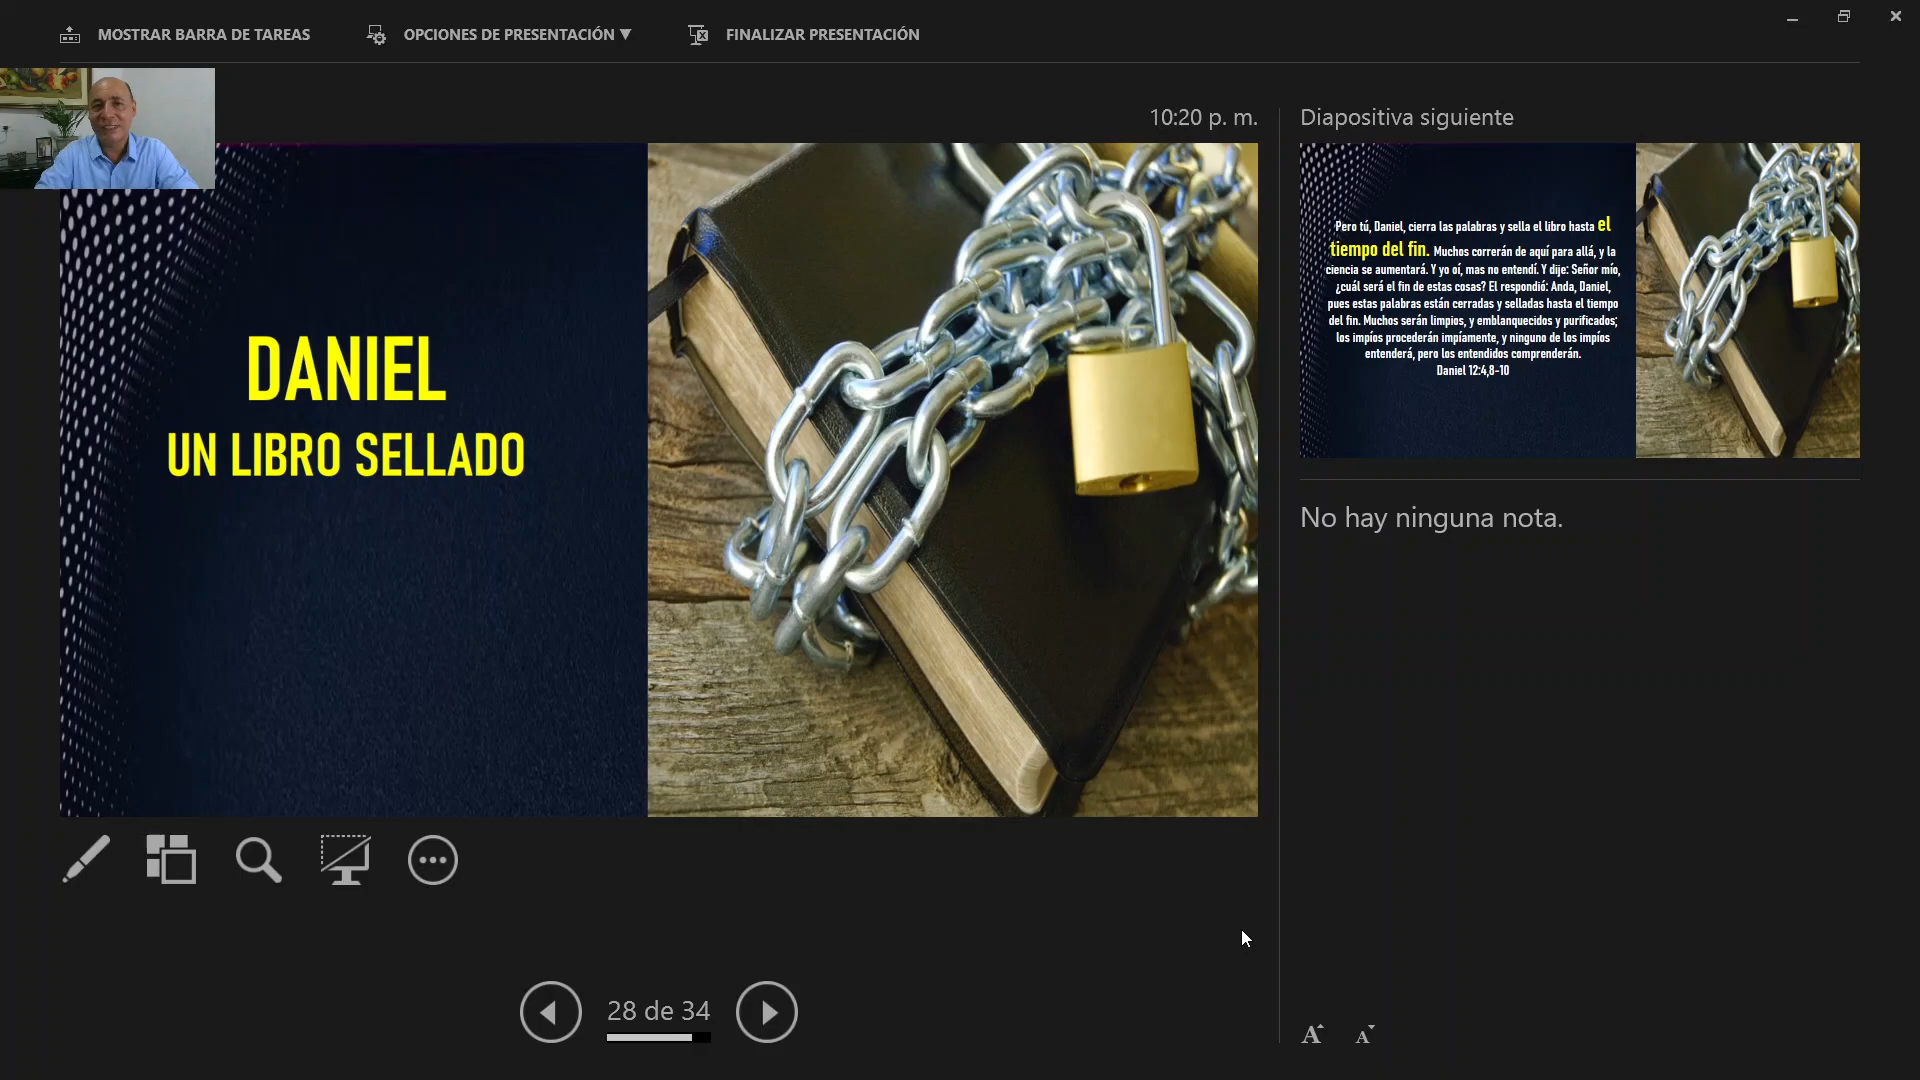 MOSTRAR BARRA DE TAREAS
OPCIONES DE PRESENTACIÓN ▼
FINALIZAR PRESENTACIÓN
10:20 p. m.
DANIEL
UN LIBRO SELLADO
28 de 34
Diapositiva siguiente
Pero tú, Daniel, cierra las palabras y sella el libro hasta el
tiempo del fin. Muchos correrán de aquí para allá, y la
ciencia se aumentará. Y yo oí, mas no entendí. Y dije: Señor mío,
¿cuál será el fin de estas cosas? El respondió: Anda, Daniel,
pues estas palabras están cerradas y selladas hasta el tiempo
del fin. Muchos serán limpios, y emblanquecidos y purificados;
los impíos procederán impíamente, y ninguno de los impíos
entenderá, pero los entendidos comprenderán.
Daniel 12:4,8-10
No hay ninguna nota.
A A